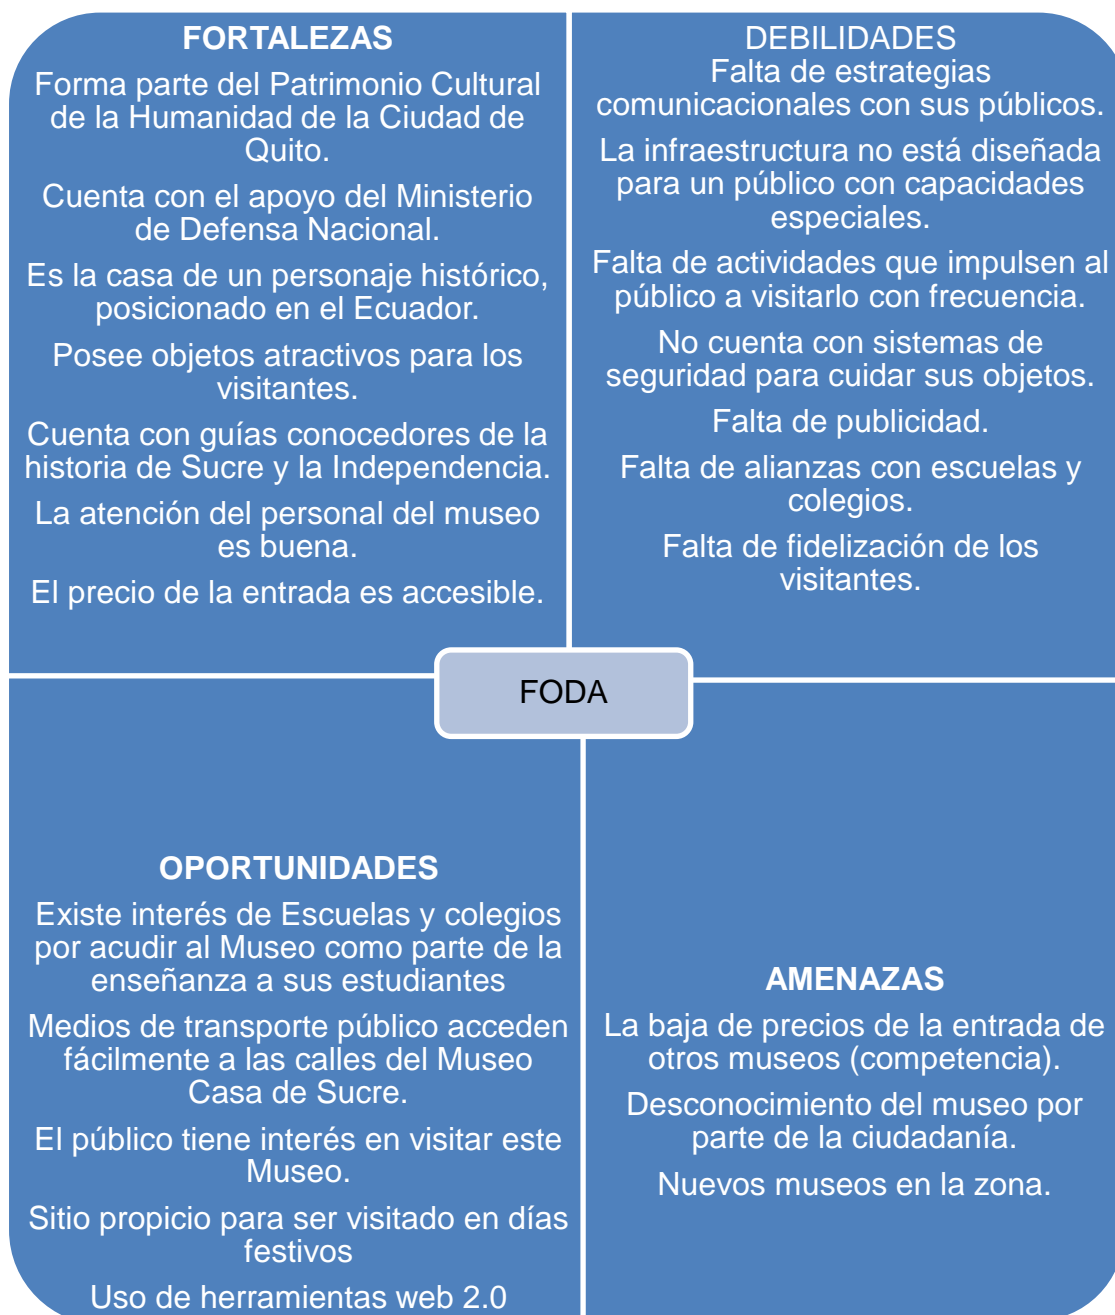 FORTALEZAS
Forma parte del Patrimonio Cultural
de la Humanidad de la Ciudad de
Quito.
Cuenta con el apoyo del Ministerio
de Defensa Nacional.
Es la casa de un personaje histórico,
posicionado en el Ecuador.
Posee objetos atractivos para los
visitantes.
Cuenta con guías conocedores de la
historia de Sucre y la Independencia.
La atención del personal del museo
es buena.
El precio de la entrada es accesible.
DEBILIDADES
Falta de estrategias
comunicacionales con sus públicos.
La infraestructura no está diseñada
para un público con capacidades
especiales.
Falta de actividades que impulsen al
público a visitarlo con frecuencia.
No cuenta con sistemas de
seguridad para cuidar sus objetos.
Falta de publicidad.
Falta de alianzas con escuelas y
colegios.
Falta de fidelización de los
visitantes.
FODA
OPORTUNIDADES
Existe interés de Escuelas y colegios
por acudir al Museo como parte de la
enseñanza a sus estudiantes
Medios de transporte público acceden
fácilmente a las calles del Museo
Casa de Sucre.
El público tiene interés en visitar este
Museo.
Sitio propicio para ser visitado en días
festivos
Uso de herramientas web 2.0
AMENAZAS
La baja de precios de la entrada de
otros museos (competencia).
Desconocimiento del museo por
parte de la ciudadanía.
Nuevos museos en la zona.